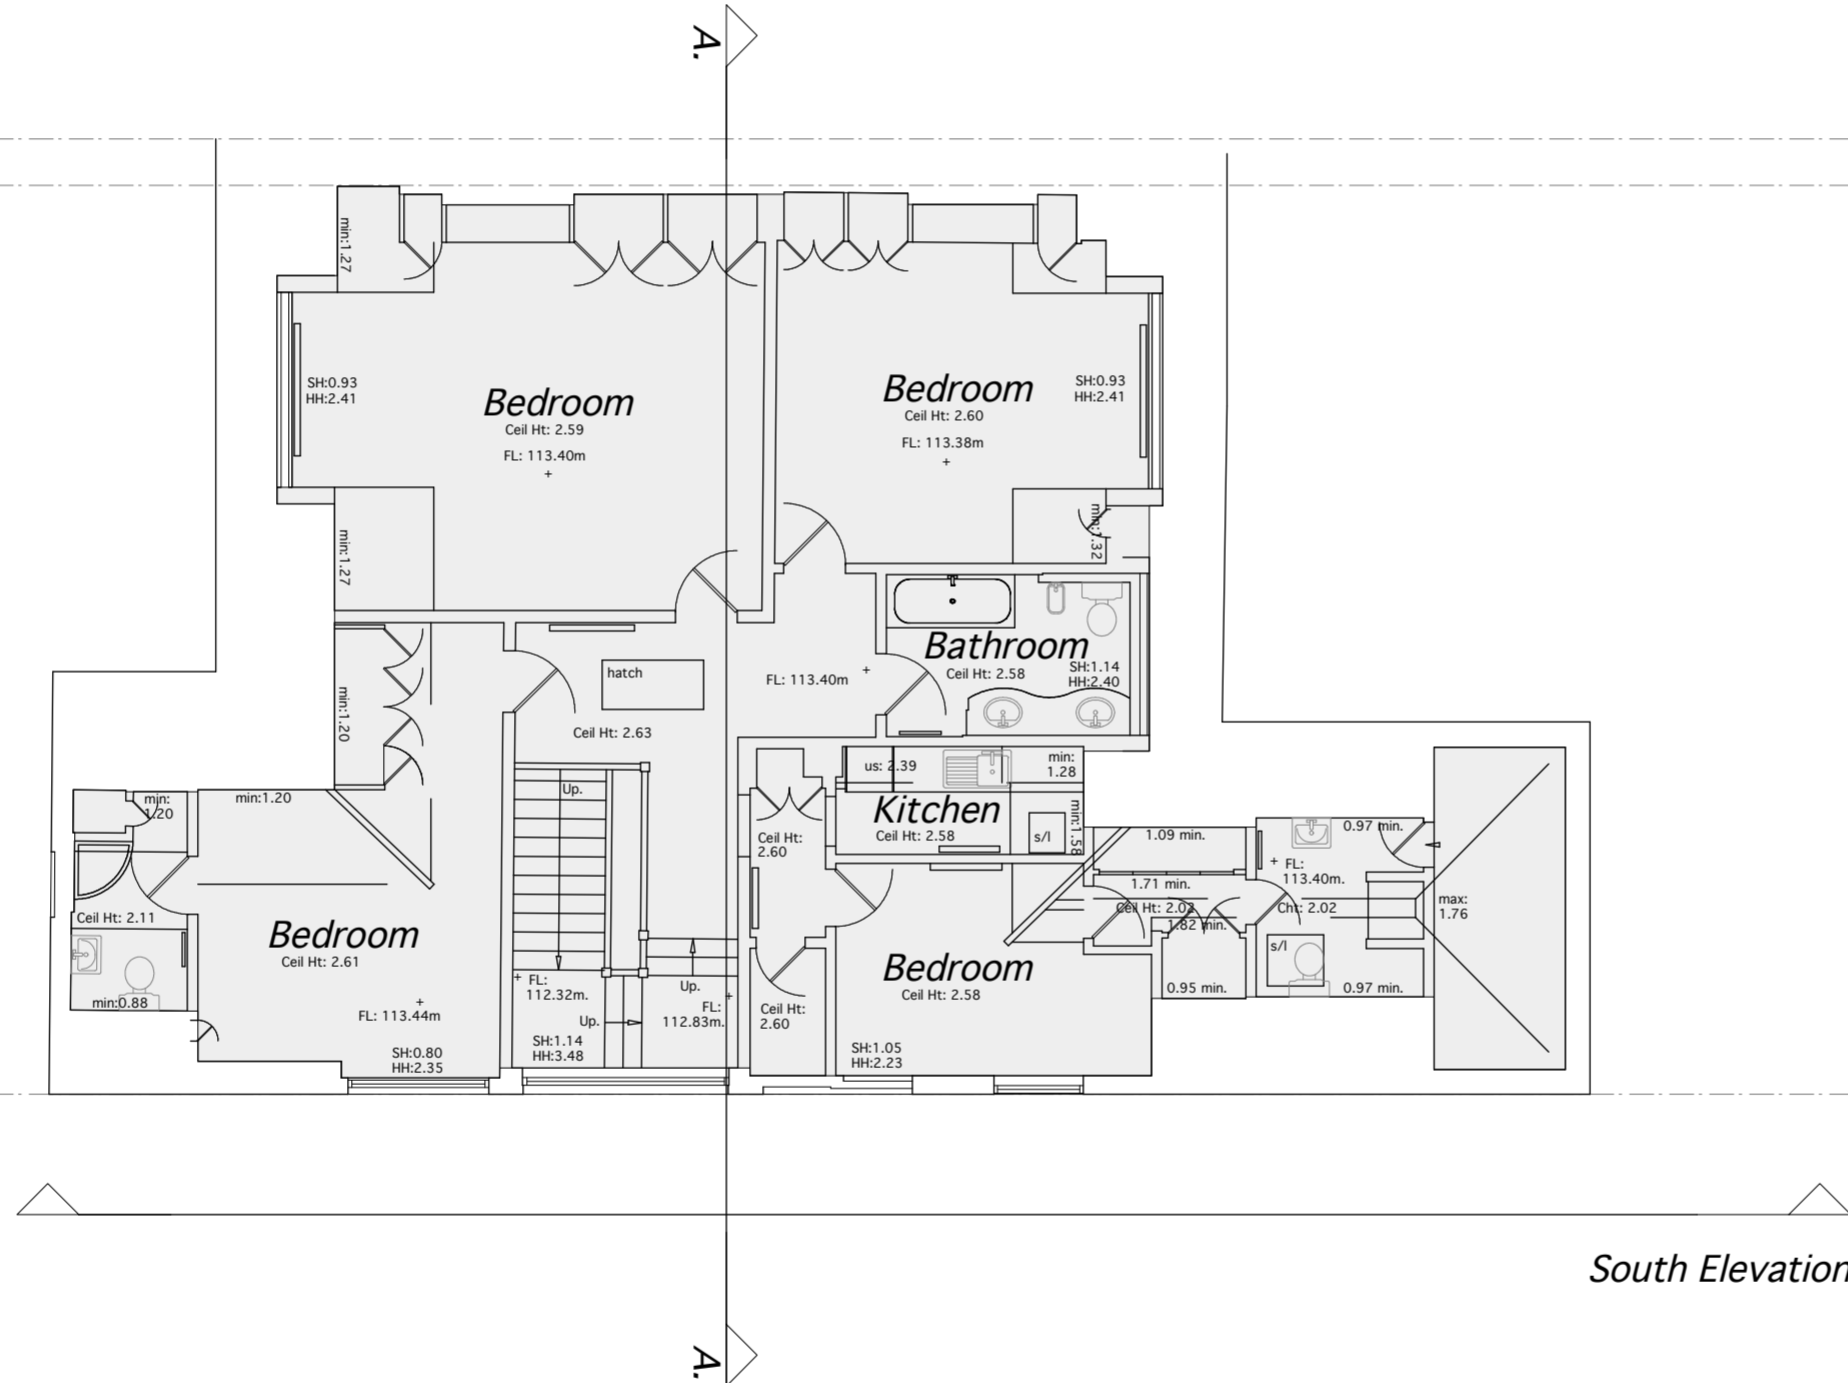 A.
min:1.27
SH:0.93
HH:2.41
Bedroom
Ceil Ht: 2.59
FL: 113.40m
Bedroom
Ceil Ht: 2.60
FL: 113.38m
SH:0.93
HH:2.41
min:1.27
min:1.32
Bathroom
Ceil Ht: 2.58
SH:1.14
HH:2.40
hatch
FL: 113.40m
Ceil Ht: 2.63
min:1.20
us: 2.39
min:
1.28
Kitchen
Ceil Ht: 2.58
s/l
min:1.58
Up.
min:
1.20
min:1.20
Ceil Ht:
2.60
1.09 min.
0.97 min.
FL:
113.40m.
1.71 min.
Ceil Ht: 2.02
Cht: 2.02
1.82 min.
max:
1.76
Ceil Ht: 2.11
Bedroom
Ceil Ht: 2.61
s/l
Bedroom
Ceil Ht: 2.58
0.95 min.
0.97 min.
min:0.88
FL: 113.44m
FL:
112.32m.
Up.
FL:
112.83m.
Up.
Ceil Ht:
2.60
SH:0.80
HH:2.35
SH:1.14
HH:3.48
SH:1.05
HH:2.23
South Elevation
A.